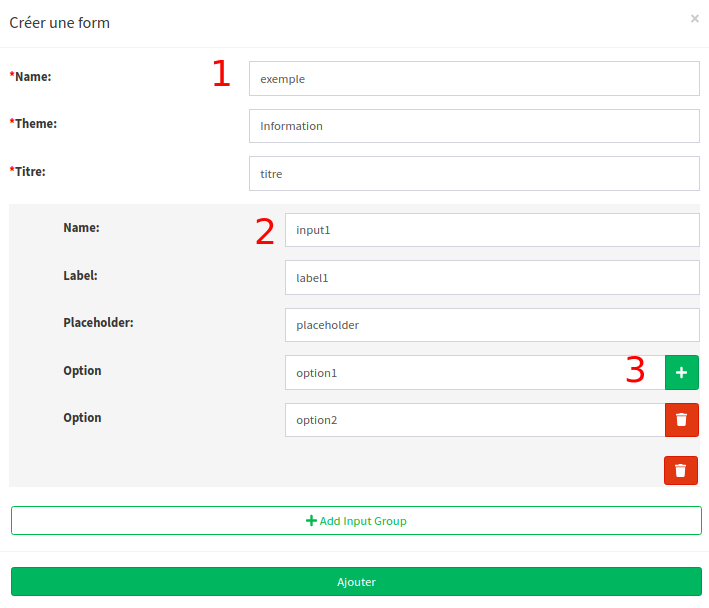 Créer une form ×
*Name: 1 exemple
*Theme: Information
*Titre: titre
Name: 2 input1
Label: label1
Placeholder: placeholder
Option option1 3 +
Option option2
+ Add Input Group
Ajouter